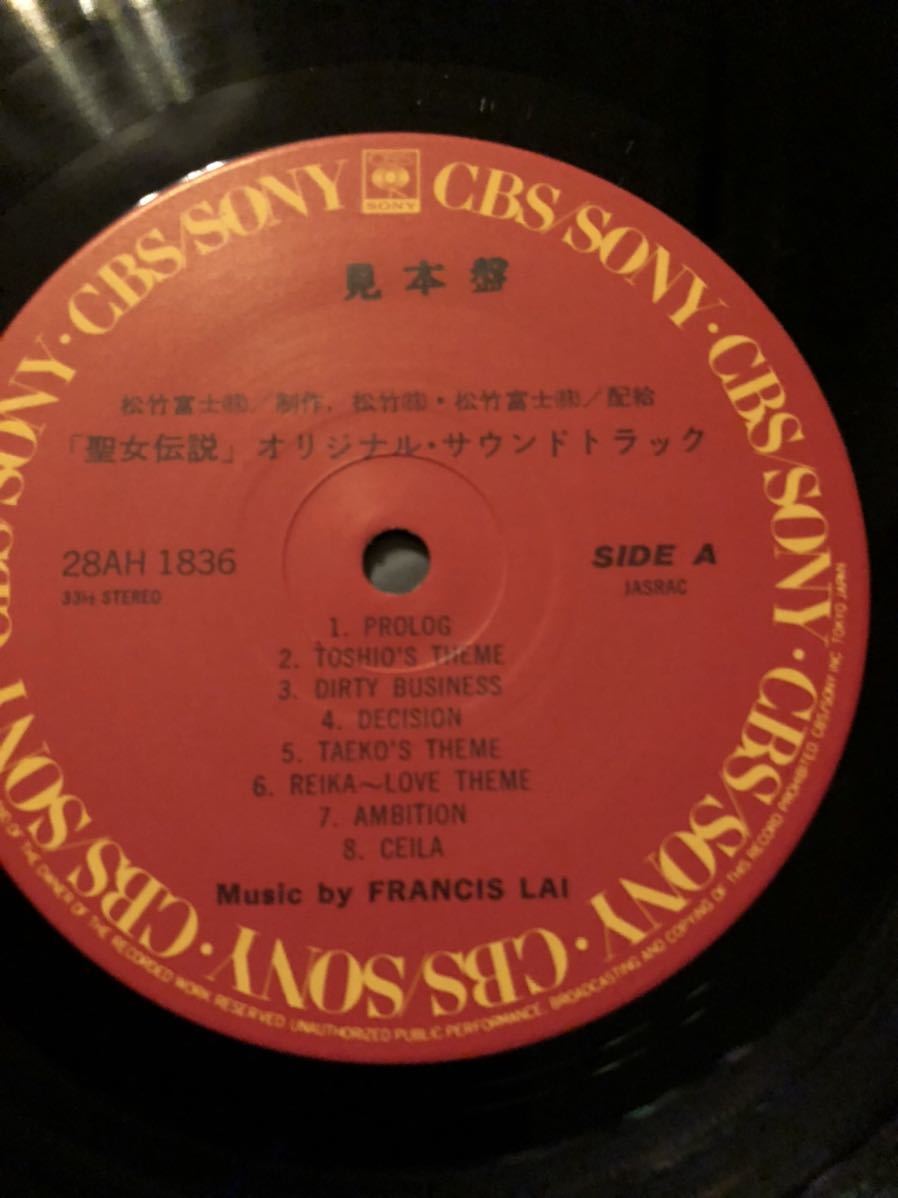 CBS/SONY · CBS/SONY · CBS/SONY · CBS/SONY · CBS/SONY · CBS/SONY · CBS/SONY
CBS
SONY
見本盤
松竹富士㈱/制作、松竹㈱・松竹富士㈱/配給
「聖女伝説」オリジナル・サウンドトラック
28AH 1836
33⅓ STEREO
SIDE A
JASRAC
1. PROLOG
2. TOSHIO'S THEME
3. DIRTY BUSINESS
4. DECISION
5. TAEKO'S THEME
6. REIKA~LOVE THEME
7. AMBITION
8. CEILA
Music by FRANCIS LAI
OF THE OWNER OF THE RECORDED WORK RESERVED UNAUTHORIZED PUBLIC PERFORMANCE, BROADCASTING AND COPYING OF THIS RECORD PROHIBITED CBS/SONY INC. TOKYO JAPAN